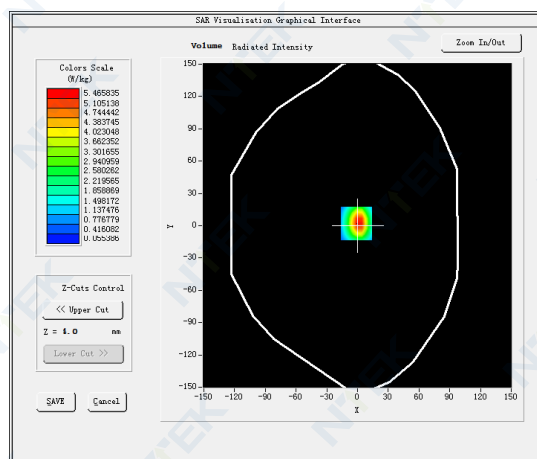 SAR Visualisation Graphical Interface
Volume Radiated Intensity
Zoom In/Out
Colors Scale
(W/kg)
5.465835
5.105138
4.744442
4.383745
4.023048
3.662352
3.301655
2.940959
2.580262
2.219565
1.858869
1.498172
1.137476
0.776779
0.416082
0.055386
Z-Cuts Control
<< Upper Cut
Z = 4.0 mm
Lower Cut >>
SAVE Cancel
150
120
90
60
30
0
-30
-60
-90
-120
-150
Y
-150 -120 -90 -60 -30 0 30 60 90 120 150
X
NTEK